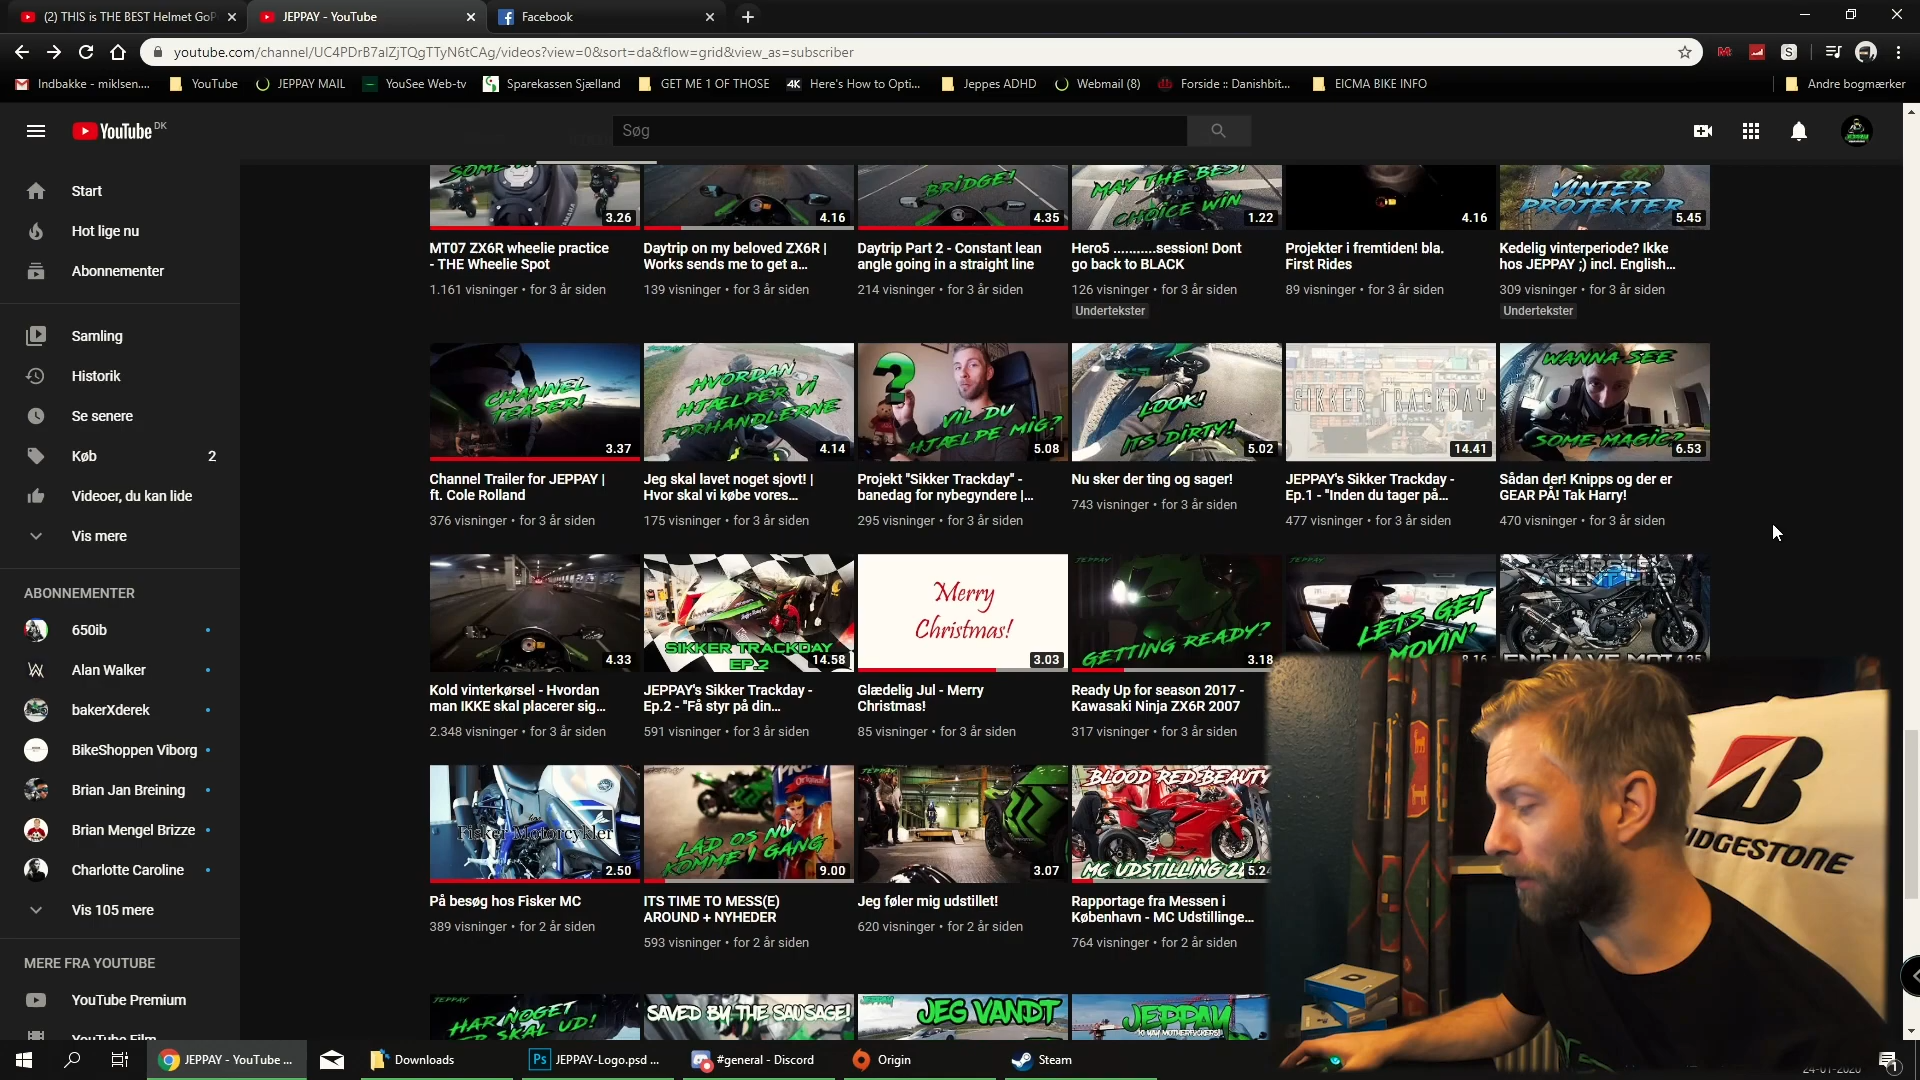 (2) THIS is THE BEST Helmet GoP
JEPPAY - YouTube
Facebook
youtube.com/channel/UC4PDrB7alZjTQgTTyN6tCAg/videos?view=0&sort=da&flow=grid&view_as=subscriber
Indbakke - miklsen....
YouTube
JEPPAY MAIL
YouSee Web-tv
Sparekassen Sjælland
GET ME 1 OF THOSE
4K Here's How to Opti...
Jeppes ADHD
Webmail (8)
Forside :: Danishbit...
EICMA BIKE INFO
Andre bogmærker
YouTube DK
Søg
Start
Hot lige nu
Abonnementer
Samling
Historik
Se senere
Køb 2
Videoer, du kan lide
Vis mere
ABONNEMENTER
650ib
Alan Walker
bakerXderek
BikeShoppen Viborg
Brian Jan Breining
Brian Mengel Brizze
Charlotte Caroline
Vis 105 mere
MERE FRA YOUTUBE
YouTube Premium
YouTube Film
3.26
4.16
BRIDGE!
4.35
MAY THE BEST
CHOICE WIN
1.22
4.16
VINTER
PROJEKTER
5.45
MT07 ZX6R wheelie practice
- THE Wheelie Spot
1.161 visninger • for 3 år siden
Daytrip on my beloved ZX6R |
Works sends me to get a...
139 visninger • for 3 år siden
Daytrip Part 2 - Constant lean
angle going in a straight line
214 visninger • for 3 år siden
Hero5 ...........session! Dont
go back to BLACK
126 visninger • for 3 år siden
Undertekster
Projekter i fremtiden! bla.
First Rides
89 visninger • for 3 år siden
Kedelig vinterperiode? Ikke
hos JEPPAY ;) incl. English...
309 visninger • for 3 år siden
Undertekster
CHANNEL
TEASER!
3.37
HVORDAN
HJÆLPER VI
FORHANDLERNE
4.14
?
VIL DU
HJÆLPE MIG?
5.08
LOOK!
ITS DIRTY!
5.02
SIKKER TRACKDAY
14.41
WANNA SEE
SOME MAGIC?
6.53
Channel Trailer for JEPPAY |
ft. Cole Rolland
376 visninger • for 3 år siden
Jeg skal lavet noget sjovt! |
Hvor skal vi købe vores...
175 visninger • for 3 år siden
Projekt "Sikker Trackday" -
banedag for nybegyndere |...
295 visninger • for 3 år siden
Nu sker der ting og sager!
743 visninger • for 3 år siden
JEPPAY's Sikker Trackday -
Ep.1 - "Inden du tager på...
477 visninger • for 3 år siden
Sådan der! Knipps og der er
GEAR PÅ! Tak Harry!
470 visninger • for 3 år siden
4.33
SIKKER TRACKDAY
EP.2
14.58
Merry
Christmas!
3.03
JEPPAY
GETTING READY?
3.18
JEPPAY
LETS GET
MOVIN'
8.16
4.35
Kold vinterkørsel - Hvordan
man IKKE skal placerer sig...
2.348 visninger • for 3 år siden
JEPPAY's Sikker Trackday -
Ep.2 - "Få styr på din...
591 visninger • for 3 år siden
Glædelig Jul - Merry
Christmas!
85 visninger • for 3 år siden
Ready Up for season 2017 -
Kawasaki Ninja ZX6R 2007
317 visninger • for 3 år siden
Fisker Motorcykler
2.50
LAD OS NU
KOMME I GANG
9.00
3.07
BLOOD RED BEAUTY
MC UDSTILLING
5.24
På besøg hos Fisker MC
389 visninger • for 2 år siden
ITS TIME TO MESS(E)
AROUND + NYHEDER
593 visninger • for 2 år siden
Jeg føler mig udstillet!
620 visninger • for 2 år siden
Rapportage fra Messen i
København - MC Udstillinge...
764 visninger • for 2 år siden
JEPPAY
HAR NOGET
SKAL UD!
SAVED BY THE SAUSAGE!
JEPPAY
JEG VANDT
JEPPAY
B
IDGESTONE
JEPPAY - YouTube ...
Downloads
Ps JEPPAY-Logo.psd ...
#general - Discord
Origin
Steam
24-01-2020
1